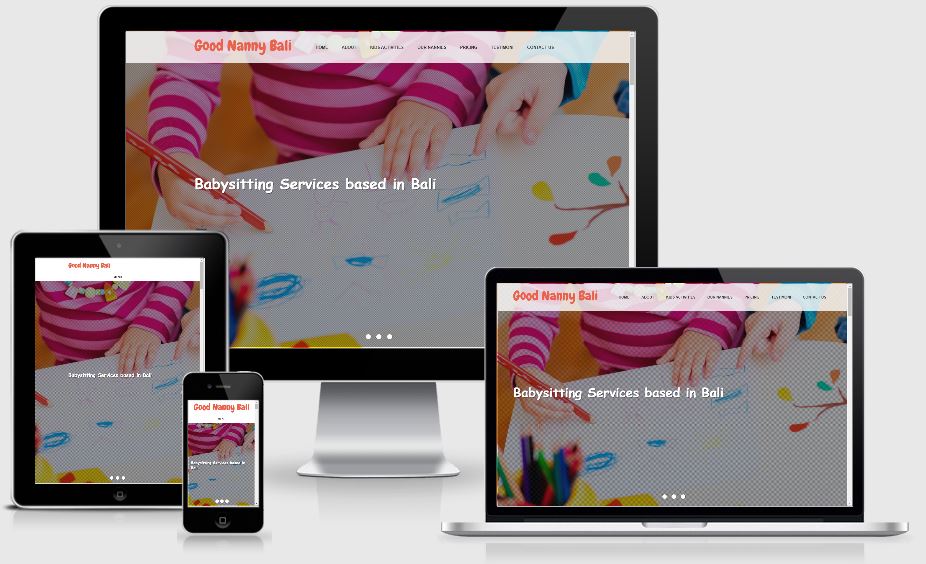 Good Nanny Bali
HOME ABOUT KIDS ACTIVITIES OUR NANNIES PRICING TESTIMONI CONTACT US
Babysitting Services based in Bali
Good Nanny Bali
MENU
Babysitting Services based in Bali
Good Nanny Bali
Babysitting Services based in
Bali
Good Nanny Bali
HOME ABOUT KIDS ACTIVITIES OUR NANNIES PRICING TESTIMONI CONTACT US
Babysitting Services based in Bali